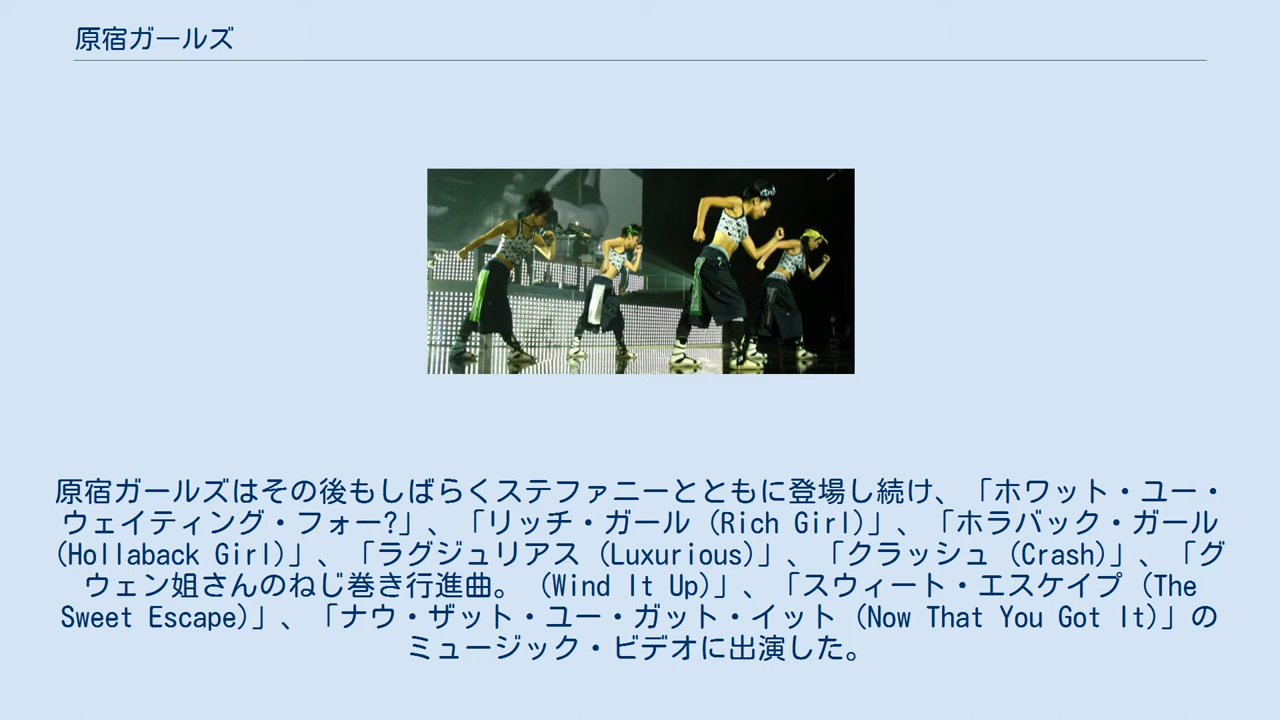 原宿ガールズ
原宿ガールズはその後もしばらくステファニーとともに登場し続け、「ホワット・ユー・
ウェイティング・フォー?」、「リッチ・ガール (Rich Girl)」、「ホラバック・ガール
(Hollaback Girl)」、「ラグジュリアス (Luxurious)」、「クラッシュ (Crash)」、「グ
ウェン姐さんのねじ巻き行進曲。 (Wind It Up)」、「スウィート・エスケイプ (The
Sweet Escape)」、「ナウ・ザット・ユー・ガット・イット (Now That You Got It)」の
ミュージック・ビデオに出演した。